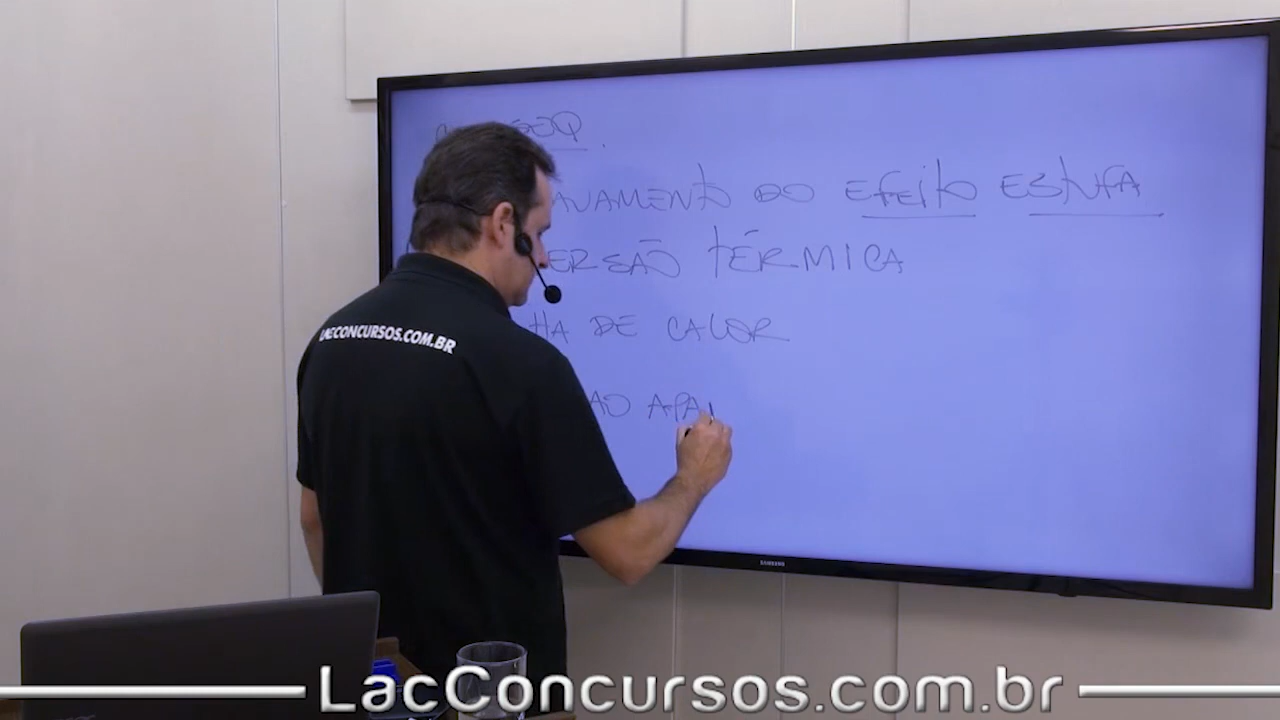 AVAMENTO DO EFEITO ESTUFA
ERSÃO TÉRMICA
HA DE CALOR
AO APA
LACCONCURSOS.COM.BR
SAMSUNG
LacConcursos.com.br